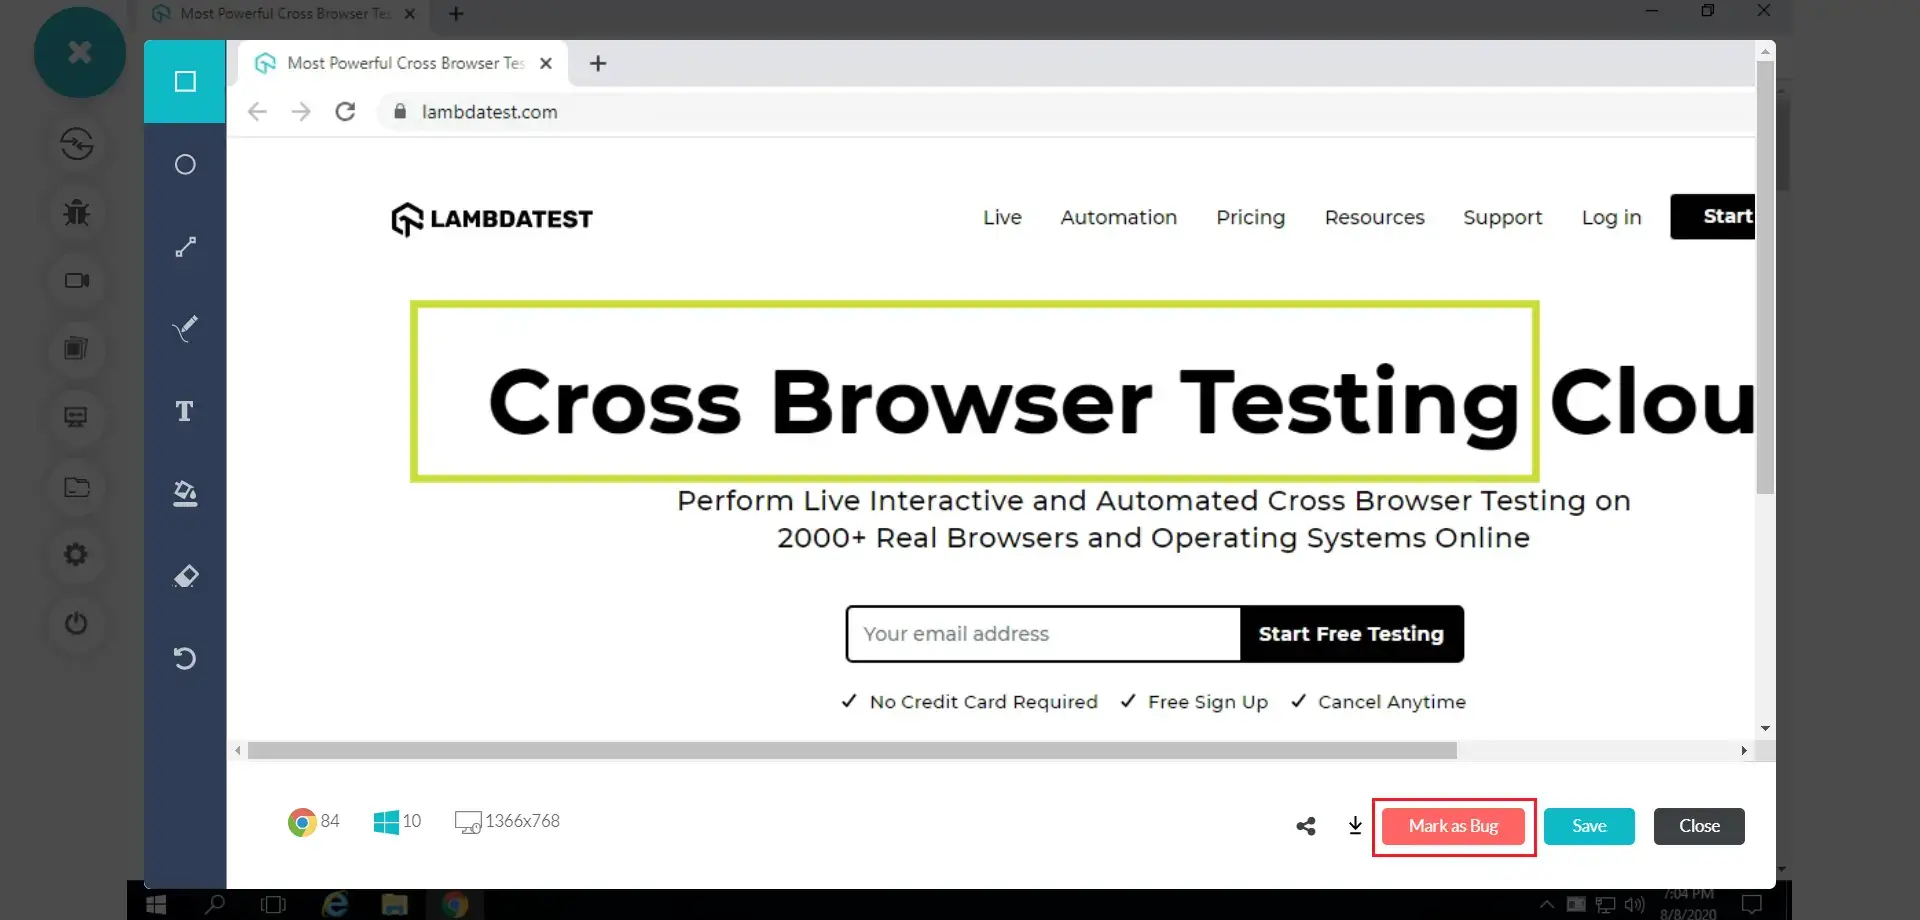 Most Powerful Cross Browser Tes
Most Powerful Cross Browser Tes
lambdatest.com
LAMBDATEST
Live Automation Pricing Resources Support Log in Start
Cross Browser Testing Clou
Perform Live Interactive and Automated Cross Browser Testing on
2000+ Real Browsers and Operating Systems Online
Your email address Start Free Testing
✓ No Credit Card Required ✓ Free Sign Up ✓ Cancel Anytime
84 10 1366x768
Mark as Bug Save Close
7:04 PM
8/8/2020
T